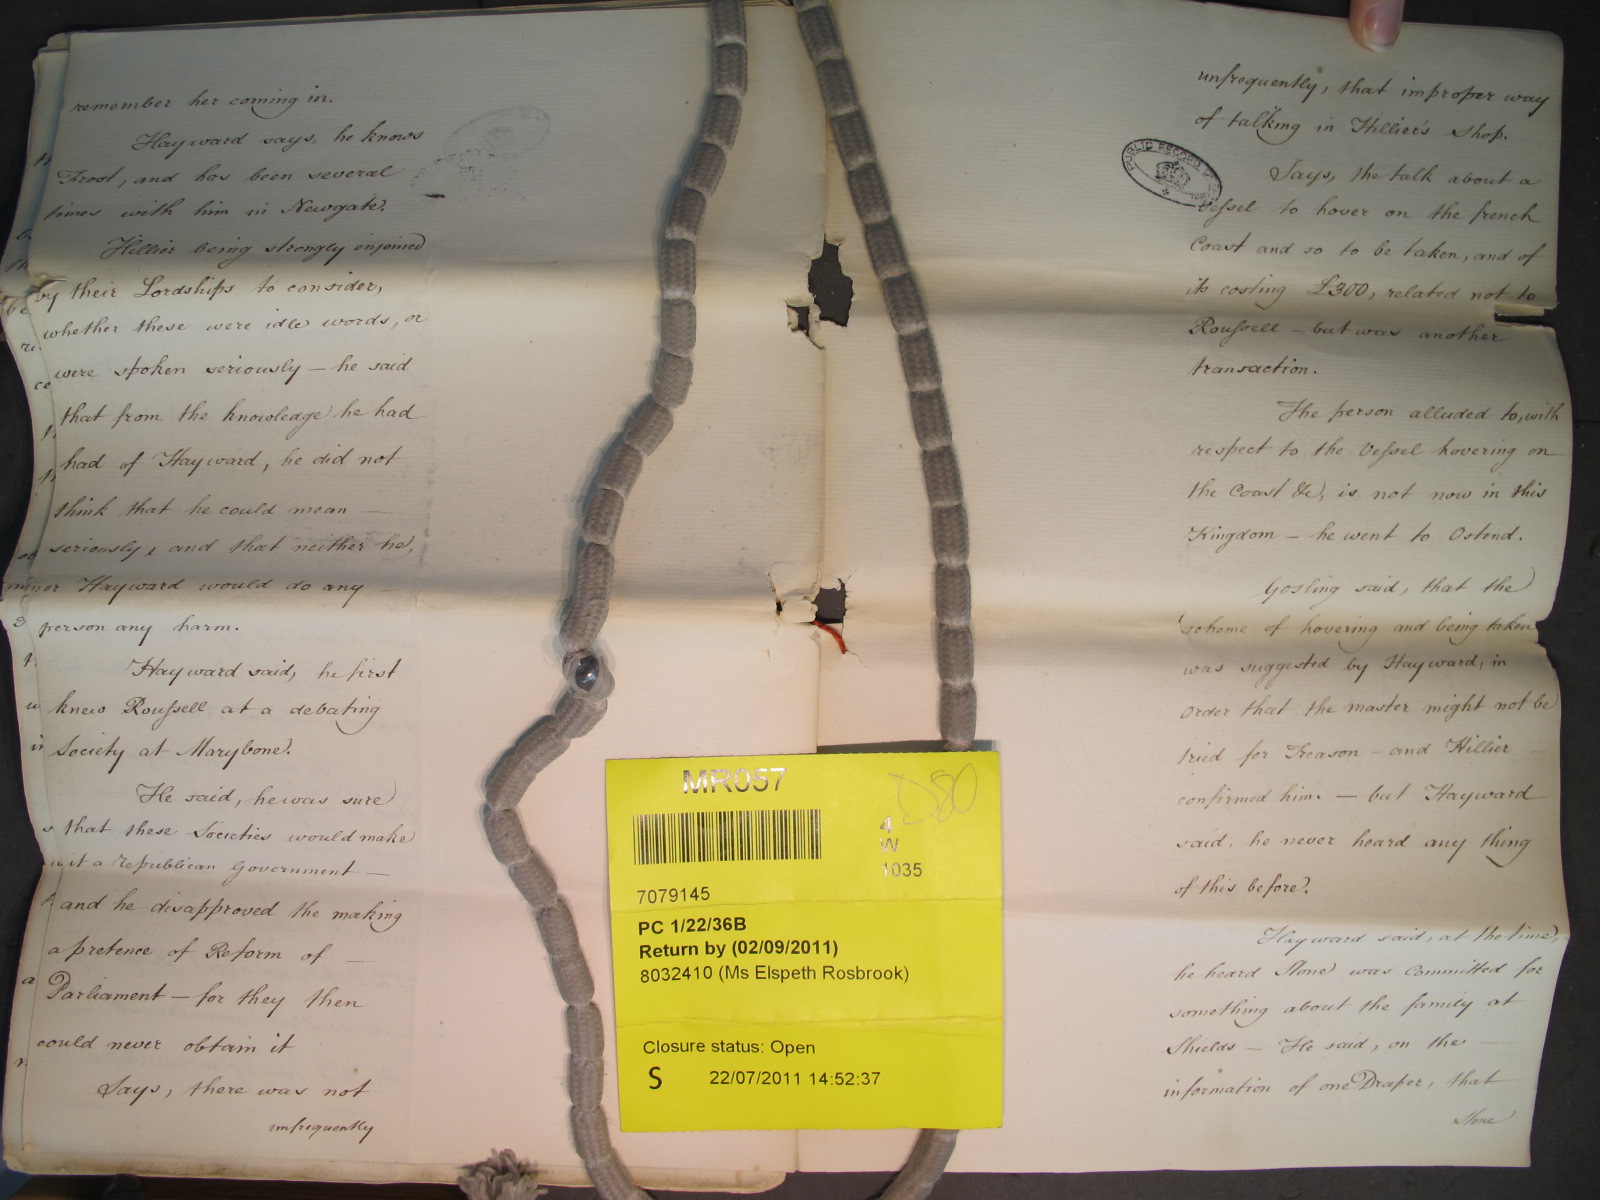 remember her coming in.
Hayward says, he knows
Frost, and has been several
times with him in Newgate.
Hillier being strongly enjoined
by their Lordships to consider,
whether these were idle words, or
were spoken seriously — he said
that from the knowledge he had
had of Hayward, he did not
think that he could mean —
seriously, and that neither he,
nor Hayward would do any —
person any harm.
Hayward said, he first
knew Roussell at a debating
Society at Marybone.
He said, he was sure
that these Societies would make
it a republican Government —
and he disapproved the making
a pretence of Reform of —
Parliament — for they then
could never obtain it
Says, there was not
unfrequently
unfrequently, that improper way
of talking in Hillier's shop.
PUBLIC RECORD OFFICE
Says, the talk about a
Vessel to hover on the french
Coast and so to be taken, and of
its costing £300, related not to
Roussell — but was another
transaction.
The person alluded to, with
respect to the Vessel hovering on
the Coast &c, is not now in this
Kingdom — he went to Ostend.
Gosling said, that the
scheme of hovering and being taken
was suggested by Hayward, in
Order that the master might not be
tried for Treason — and Hillier —
confirmed him. — but Hayward
said, he never heard any thing
of this before.
Hayward said, at the time,
he heard Stone was Committed for
something about the family at
Shields — He said, on the —
information of one Draper, that
Stone
MR057
D80
4
W
1035
7079145
PC 1/22/36B
Return by (02/09/2011)
8032410 (Ms Elspeth Rosbrook)
Closure status: Open
S 22/07/2011 14:52:37